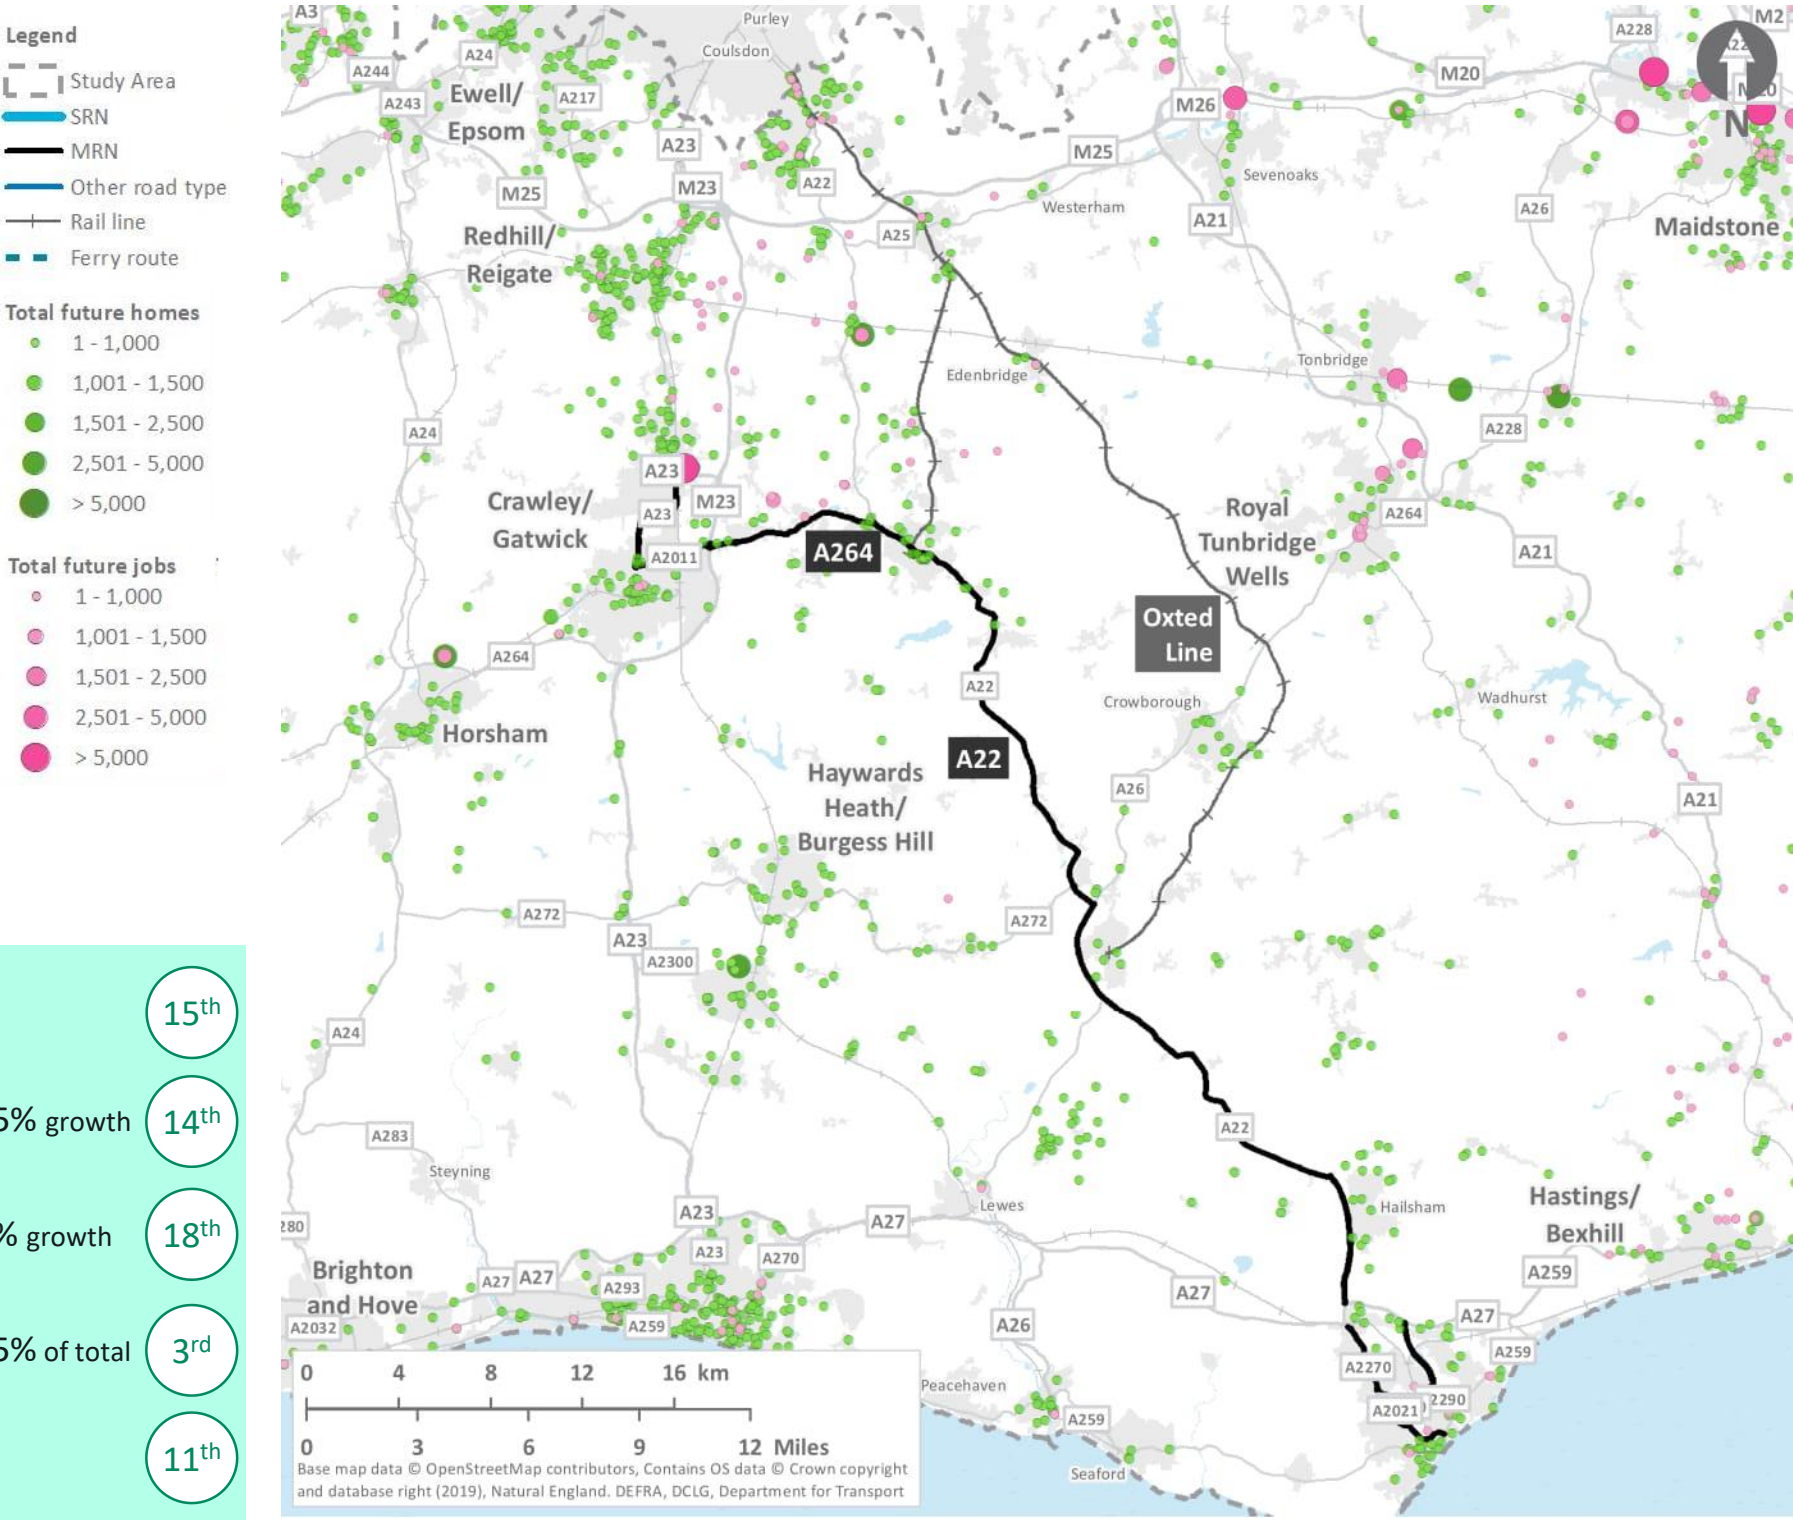 Legend
Study Area
SRN
MRN
Other road type
Rail line
Ferry route
Total future homes
1 - 1,000
1,001 - 1,500
1,501 - 2,500
2,501 - 5,000
> 5,000
Total future jobs
1 - 1,000
1,001 - 1,500
1,501 - 2,500
2,501 - 5,000
> 5,000
15th
5% growth
14th
% growth
18th
5% of total
3rd
11th
A3
Purley
M2
A24
Coulsdon
A228
A244
M20
A243
Ewell/
Epsom
A217
M26
N
A23
M25
A22
Sevenoaks
M25
M23
Westerham
A21
A26
Maidstone
Redhill/
Reigate
A25
Edenbridge
Tonbridge
A24
A228
A23
Crawley/
Gatwick
M23
A23
A264
A2011
Royal
Tunbridge
Wells
A264
A21
Oxted
Line
A264
A22
Crowborough
Wadhurst
Horsham
A22
Haywards
Heath/
Burgess Hill
A26
A21
A272
A272
A23
A2300
A24
A22
A283
Steyning
Lewes
Hailsham
Hastings/
Bexhill
A23
A27
280
A23
A270
Brighton
and Hove
A27
A27
A293
A27
A259
A2032
A259
A26
A27
A259
A2270
Peacehaven
2290
A2021
A259
Seaford
0 4 8 12 16 km
0 3 6 9 12 Miles
Base map data © OpenStreetMap contributors, Contains OS data © Crown copyright
and database right (2019), Natural England. DEFRA, DCLG, Department for Transport